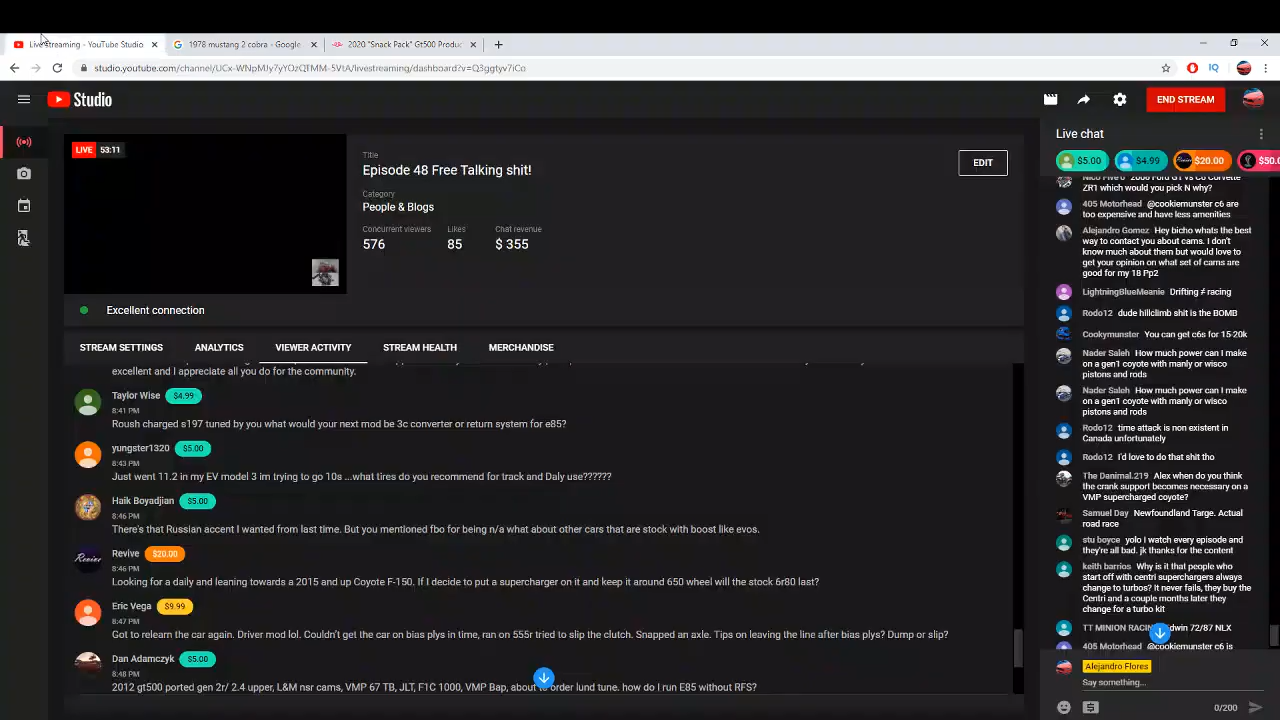 Live streaming - YouTube Studio
1978 mustang 2 cobra - Google
2020 "Snack Pack" Gt500 Produc
IQ
Studio
END STREAM
LIVE 53:11
Title
Episode 48 Free Talking shit!
EDIT
Category
People & Blogs
Concurrent viewers Likes Chat revenue
576 85 $ 355
Excellent connection
STREAM SETTINGS ANALYTICS VIEWER ACTIVITY STREAM HEALTH MERCHANDISE
excellent and I appreciate all you do for the community.
Taylor Wise $4.99
8:41 PM
Roush charged s197 tuned by you what would your next mod be 3c converter or return system for e85?
yungster1320 $5.00
8:43 PM
Just went 11.2 in my EV model 3 im trying to go 10s ...what tires do you recommend for track and Daly use??????
Haik Boyadjian $5.00
8:46 PM
There's that Russian accent I wanted from last time. But you mentioned fbo for being n/a what about other cars that are stock with boost like evos.
Revive $20.00
8:46 PM
Looking for a daily and leaning towards a 2015 and up Coyote F-150. If I decide to put a supercharger on it and keep it around 650 wheel will the stock 6r80 last?
Eric Vega $9.99
8:47 PM
Got to relearn the car again. Driver mod lol. Couldn't get the car on bias plys in time, ran on 555r tried to slip the clutch. Snapped an axle. Tips on leaving the line after bias plys? Dump or slip?
Dan Adamczyk $5.00
8:48 PM
2012 gt500 ported gen 2r/ 2.4 upper, L&M nsr cams, VMP 67 TB, JLT, F1C 1000, VMP Bap, about to order lund tune. how do I run E85 without RFS?
Live chat
$5.00 $4.99 $20.00 $50.0
ZR1 which would you pick N why?
405 Motorhead @cookiemunster c6 are
too expensive and have less amenities
Alejandro Gomez Hey bicho whats the best
way to contact you about cams. I don't
know much about them but would love to
get your opinion on what set of cams are
good for my 18 Pp2
LightningBlueMeanie Drifting ≠ racing
Rodo12 dude hillclimb shit is the BOMB
Cookymunster You can get c6s for 15-20k
Nader Saleh How much power can I make
on a gen1 coyote with manly or wisco
pistons and rods
Nader Saleh How much power can I make
on a gen1 coyote with manly or wisco
pistons and rods
Rodo12 time attack is non existent in
Canada unfortunately
Rodo12 I'd love to do that shit tho
The Danimal.219 Alex when do you think
the crank support becomes necessary on a
VMP supercharged coyote?
Samuel Day Newfoundland Targe. Actual
road race
stu boyce yolo i watch every episode and
they're all bad. jk thanks for the content
keith barrios Why is it that people who
start off with centri superchargers always
change to turbos? It never fails, they buy the
Centri and a couple months later they
change for a turbo kit
TT MINION RACIN dwin 72/87 NLX
405 Motorhead @cookiemunster c6 is
Alejandro Flores
Say something...
0/200